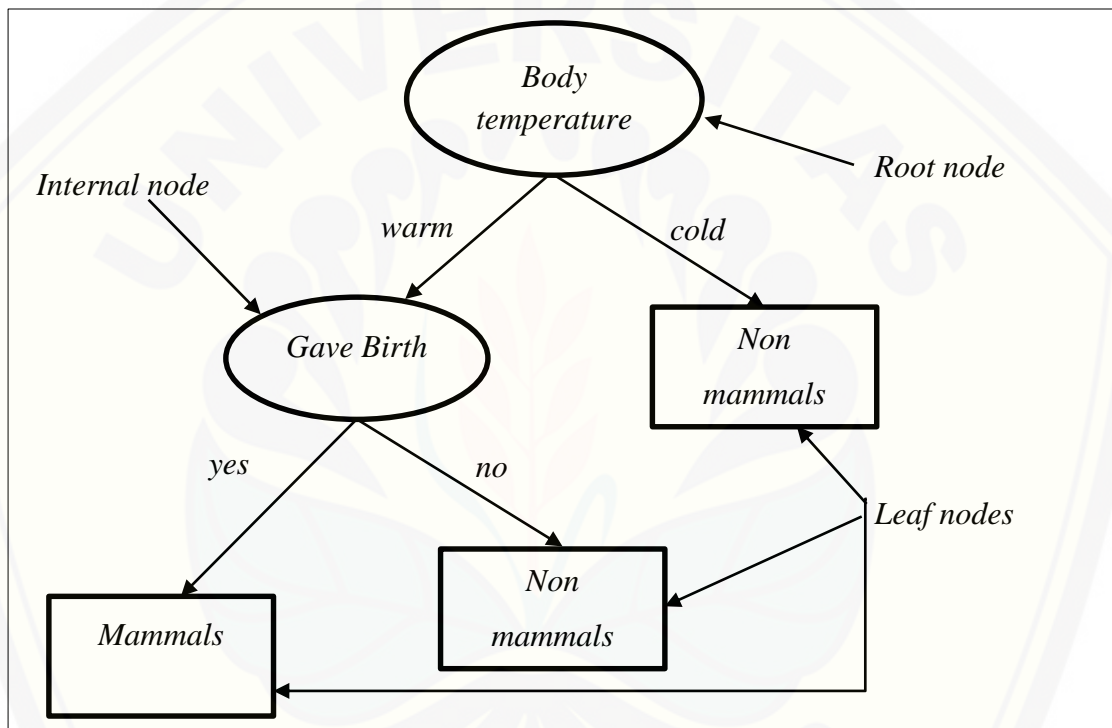 UNIVERSITAS
Body
temperature
Root node
Internal node
warm
cold
Gave Birth
Non
mammals
yes
no
Leaf nodes
Non
mammals
Mammals